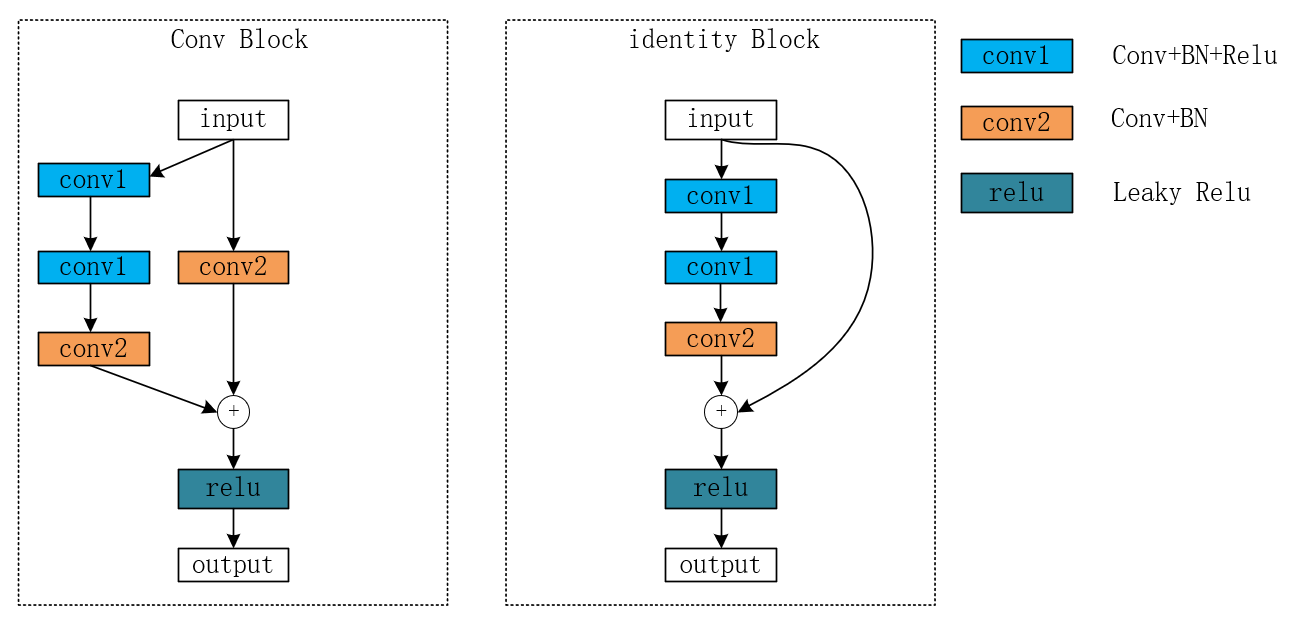 Conv Block
input
conv1
conv1
conv2
conv2
+
relu
output
identity Block
input
conv1
conv1
conv2
+
relu
output
conv1 Conv+BN+Relu
conv2 Conv+BN
relu Leaky Relu